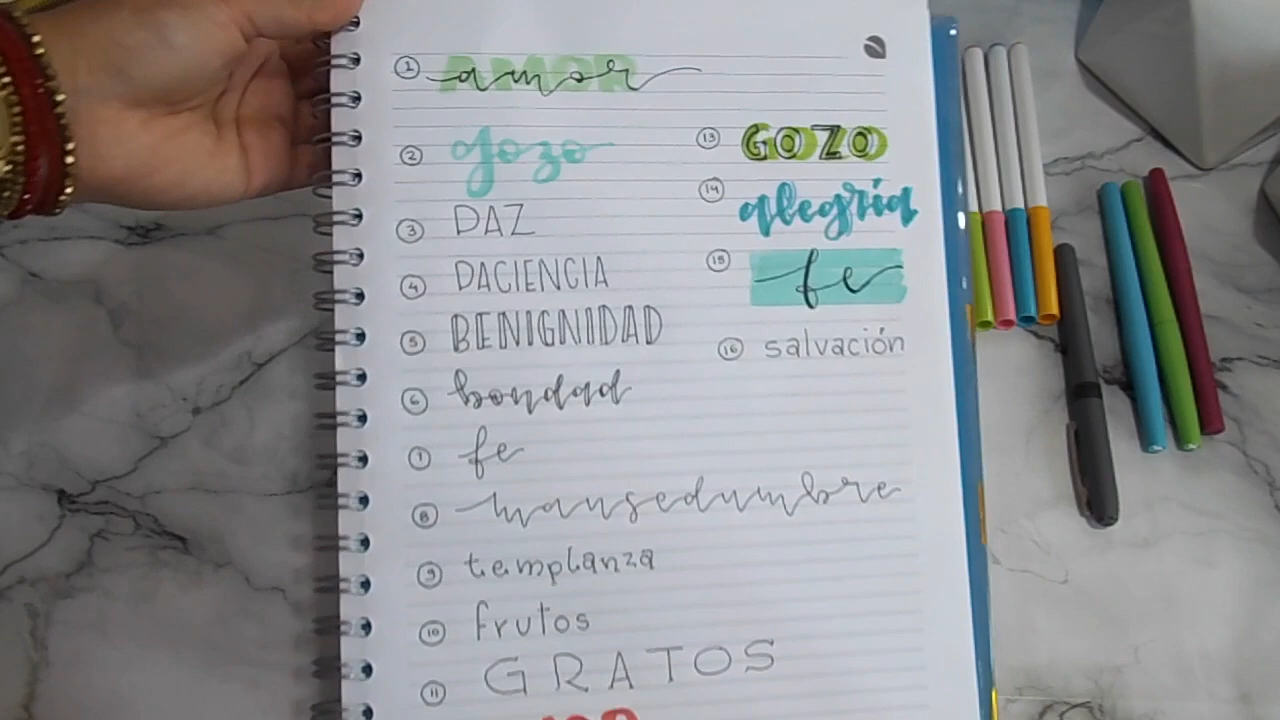 1 amor
2 gozo
3 PAZ
4 PACIENCIA
5 BENIGNIDAD
6 bondad
7 fe
8 mansedumbre
9 templanza
10 frutos
11 GRATOS
13 GOZO
14 alegría
15 fe
16 salvación